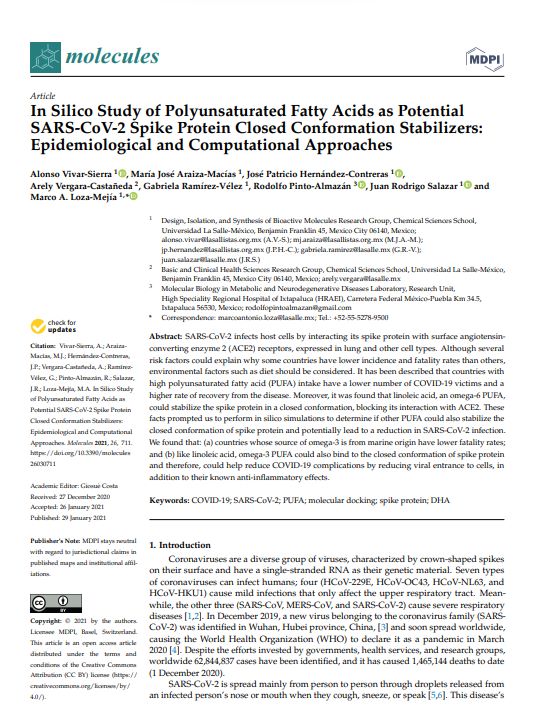 molecules
MDPI
Article
In Silico Study of Polyunsaturated Fatty Acids as Potential
SARS-CoV-2 Spike Protein Closed Conformation Stabilizers:
Epidemiological and Computational Approaches
Alonso Vivar-Sierra 1, María José Araiza-Macías 1, José Patricio Hernández-Contreras 1,
Arely Vergara-Castañeda 2, Gabriela Ramírez-Vélez 1, Rodolfo Pinto-Almazán 3, Juan Rodrigo Salazar 1 and
Marco A. Loza-Mejía 1,*
1 Design, Isolation, and Synthesis of Bioactive Molecules Research Group, Chemical Sciences School,
Universidad La Salle-México, Benjamin Franklin 45, Mexico City 06140, Mexico;
alonso.vivar@lasallistas.org.mx (A.V.-S.); mj.araiza@lasallistas.org.mx (M.J.A.-M.);
jp.hernandez@lasallistas.org.mx (J.P.H.-C.); gabriela.ramirez@lasalle.mx (G.R.-V.);
juan.salazar@lasalle.mx (J.R.S.)
2 Basic and Clinical Health Sciences Research Group, Chemical Sciences School, Universidad La Salle-México,
Benjamin Franklin 45, Mexico City 06140, Mexico; arely.vergara@lasalle.mx
3 Molecular Biology in Metabolic and Neurodegenerative Diseases Laboratory, Research Unit,
High Speciality Regional Hospital of Ixtapaluca (HRAEI), Carretera Federal México-Puebla Km 34.5,
Ixtapaluca 56530, Mexico; rodolfopintoalmazan@gmail.com
* Correspondence: marcoantonio.loza@lasalle.mx; Tel.: +52-55-5278-9500
Abstract: SARS-CoV-2 infects host cells by interacting its spike protein with surface angiotensin-
converting enzyme 2 (ACE2) receptors, expressed in lung and other cell types. Although several
risk factors could explain why some countries have lower incidence and fatality rates than others,
environmental factors such as diet should be considered. It has been described that countries with
high polyunsaturated fatty acid (PUFA) intake have a lower number of COVID-19 victims and a
higher rate of recovery from the disease. Moreover, it was found that linoleic acid, an omega-6 PUFA,
could stabilize the spike protein in a closed conformation, blocking its interaction with ACE2. These
facts prompted us to perform in silico simulations to determine if other PUFA could also stabilize the
closed conformation of spike protein and potentially lead to a reduction in SARS-CoV-2 infection.
We found that: (a) countries whose source of omega-3 is from marine origin have lower fatality rates;
and (b) like linoleic acid, omega-3 PUFA could also bind to the closed conformation of spike protein
and therefore, could help reduce COVID-19 complications by reducing viral entrance to cells, in
addition to their known anti-inflammatory effects.
Keywords: COVID-19; SARS-CoV-2; PUFA; molecular docking; spike protein; DHA
check for
updates
Citation: Vivar-Sierra, A.; Araiza-
Macías, M.J.; Hernández-Contreras,
J.P.; Vergara-Castañeda, A.; Ramírez-
Vélez, G.; Pinto-Almazán, R.; Salazar,
J.R.; Loza-Mejía, M.A. In Silico Study
of Polyunsaturated Fatty Acids as
Potential SARS-CoV-2 Spike Protein
Closed Conformation Stabilizers:
Epidemiological and Computational
Approaches. Molecules 2021, 26, 711.
https://doi.org/10.3390/molecules
26030711
Academic Editor: Giosuè Costa
Received: 27 December 2020
Accepted: 26 January 2021
Published: 29 January 2021
Publisher's Note: MDPI stays neutral
with regard to jurisdictional claims in
published maps and institutional affil-
iations.
CC BY
Copyright: © 2021 by the authors.
Licensee MDPI, Basel, Switzerland.
This article is an open access article
distributed under the terms and
conditions of the Creative Commons
Attribution (CC BY) license (https://
creativecommons.org/licenses/by/
4.0/).
1. Introduction
Coronaviruses are a diverse group of viruses, characterized by crown-shaped spikes
on their surface and have a single-stranded RNA as their genetic material. Seven types
of coronaviruses can infect humans; four (HCoV-229E, HCoV-OC43, HCoV-NL63, and
HCoV-HKU1) cause mild infections that only affect the upper respiratory tract. Mean-
while, the other three (SARS-CoV, MERS-CoV, and SARS-CoV-2) cause severe respiratory
diseases [1,2]. In December 2019, a new virus belonging to the coronavirus family (SARS-
CoV-2) was identified in Wuhan, Hubei province, China, [3] and soon spread worldwide,
causing the World Health Organization (WHO) to declare it as a pandemic in March
2020 [4]. Despite the efforts invested by governments, health services, and research groups,
worldwide 62,844,837 cases have been identified, and it has caused 1,465,144 deaths to date
(1 December 2020).
SARS-CoV-2 is spread mainly from person to person through droplets released from
an infected person's nose or mouth when they cough, sneeze, or speak [5,6]. This disease's